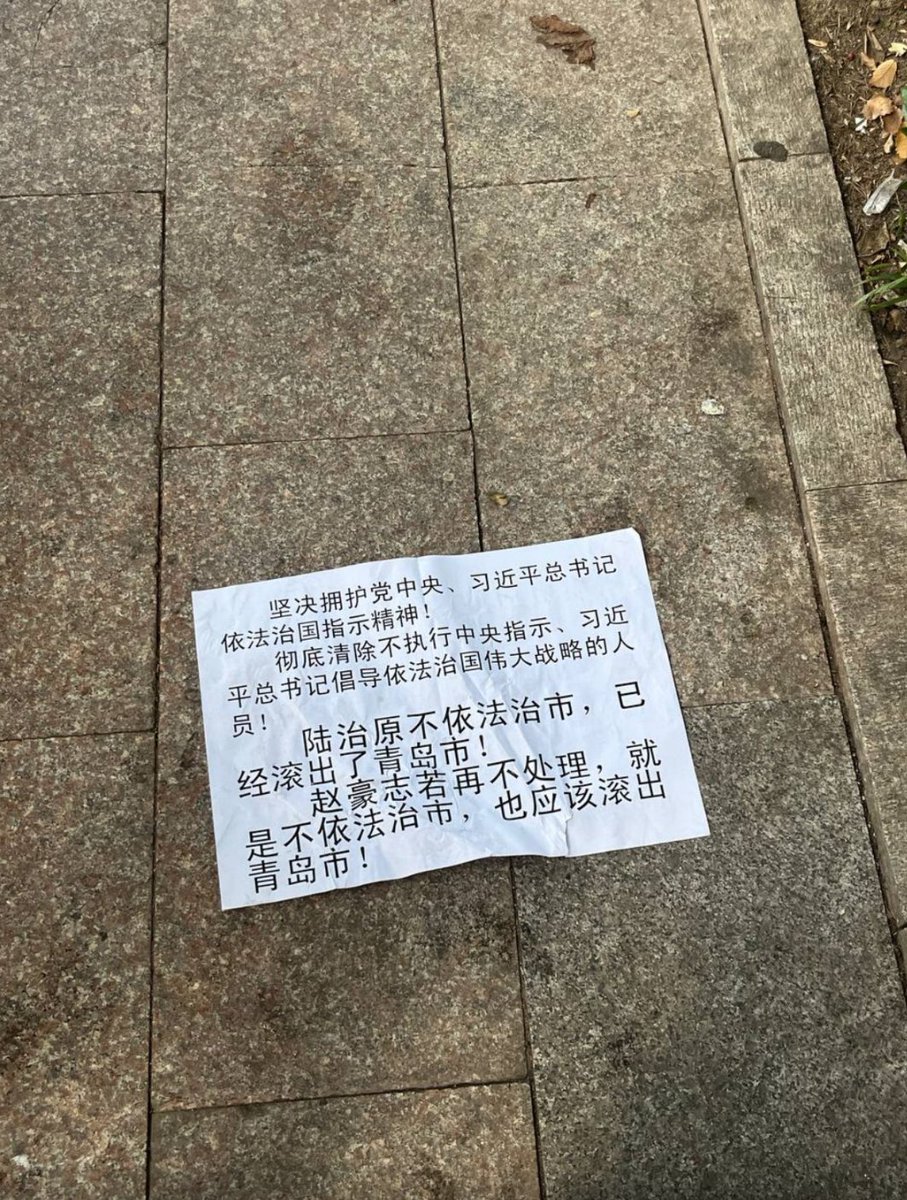 坚决拥护党中央、习近平总书记
依法治国指示精神！
彻底清除不执行中央指示、习近
平总书记倡导依法治国伟大战略的人
员！
陆治原不依法治市，已
经滚出了青岛市！
赵豪志若再不处理，就
是不依法治市，也应该滚出
青岛市！